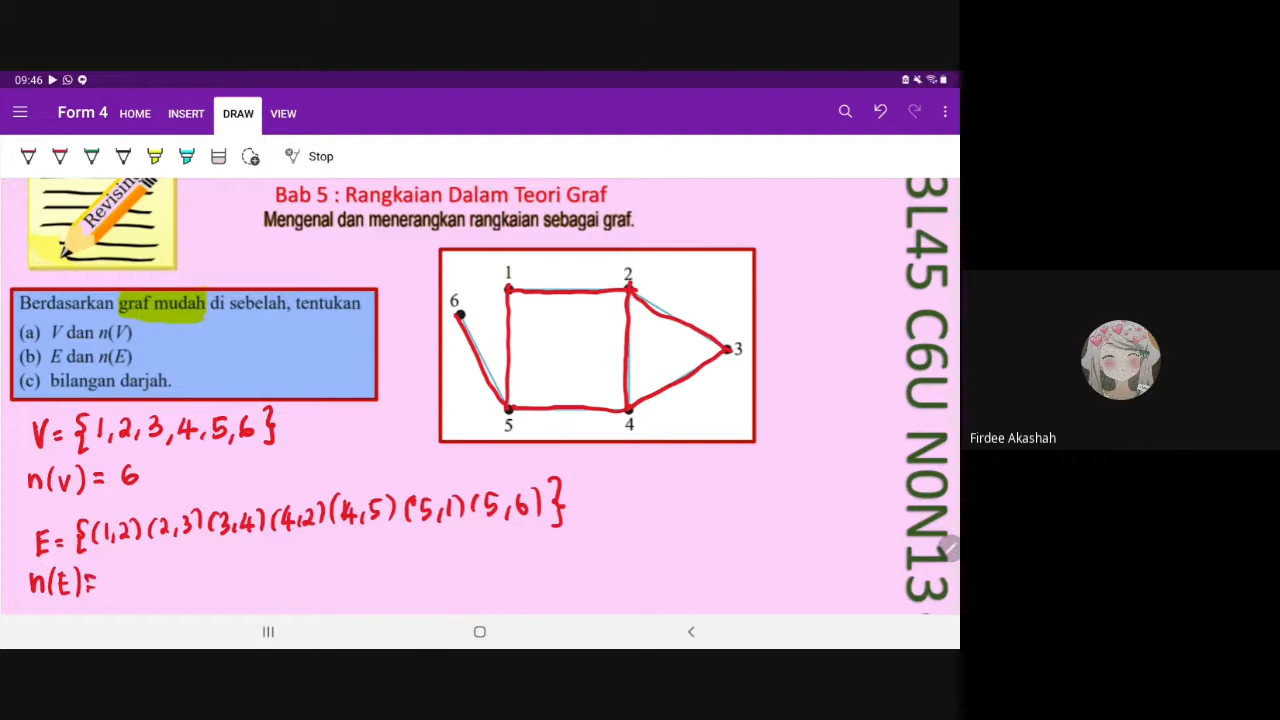 09:46
Form 4 HOME INSERT DRAW VIEW
Stop
Revising
Bab 5 : Rangkaian Dalam Teori Graf
Mengenal dan menerangkan rangkaian sebagai graf.
Berdasarkan graf mudah di sebelah, tentukan
(a) V dan n(V)
(b) E dan n(E)
(c) bilangan darjah.
1 2
6
3
5 4
V = {1,2,3,4,5,6}
n(v) = 6
E = {(1,2)(2,3)(3,4)(4,2)(4,5)(5,1)(5,6)}
n(E)=
3L45 C6U N0N13
Firdee Akashah